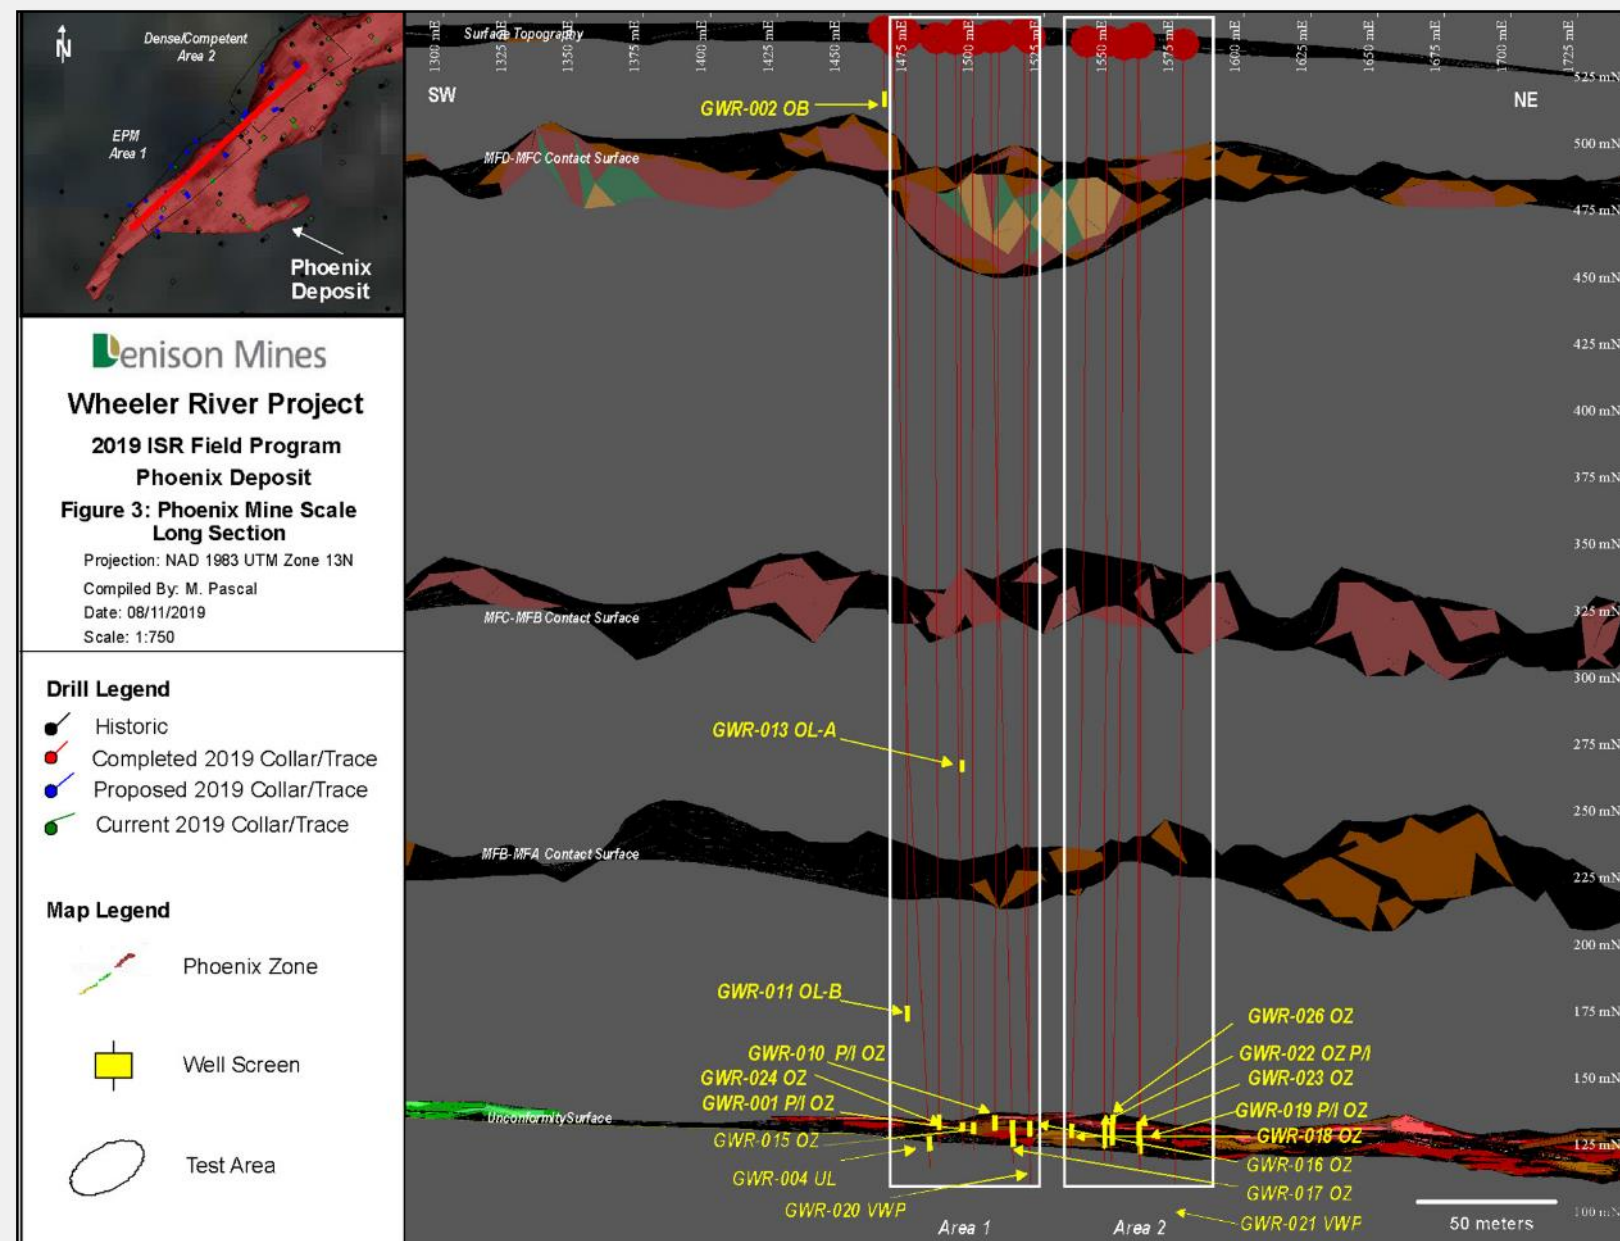 N
Dense/Competent
Area 2
EPM
Area 1
Phoenix
Deposit
Denison Mines
Wheeler River Project
2019 ISR Field Program
Phoenix Deposit
Figure 3: Phoenix Mine Scale
Long Section
Projection: NAD 1983 UTM Zone 13N
Compiled By: M. Pascal
Date: 08/11/2019
Scale: 1:750
Drill Legend
Historic
Completed 2019 Collar/Trace
Proposed 2019 Collar/Trace
Current 2019 Collar/Trace
Map Legend
Phoenix Zone
Well Screen
Test Area
Surface Topography
1300 mE
1325 mE
1350 mE
1375 mE
1400 mE
1425 mE
1450 mE
1475 mE
1500 mE
1525 mE
1550 mE
1575 mE
1600 mE
1625 mE
1650 mE
1675 mE
1700 mE
1725 mE
SW
NE
525 mN
500 mN
475 mN
450 mN
425 mN
400 mN
375 mN
350 mN
325 mN
300 mN
275 mN
250 mN
225 mN
200 mN
175 mN
150 mN
125 mN
100 mN
GWR-002 OB
MFD-MFC Contact Surface
MFC-MFB Contact Surface
GWR-013 OL-A
MFB-MFA Contact Surface
GWR-011 OL-B
GWR-010 P/I OZ
GWR-024 OZ
GWR-001 P/I OZ
Unconformity Surface
GWR-015 OZ
GWR-004 UL
GWR-020 VWP
GWR-026 OZ
GWR-022 OZ P/I
GWR-023 OZ
GWR-019 P/I OZ
GWR-018 OZ
GWR-016 OZ
GWR-017 OZ
GWR-021 VWP
Area 1
Area 2
50 meters